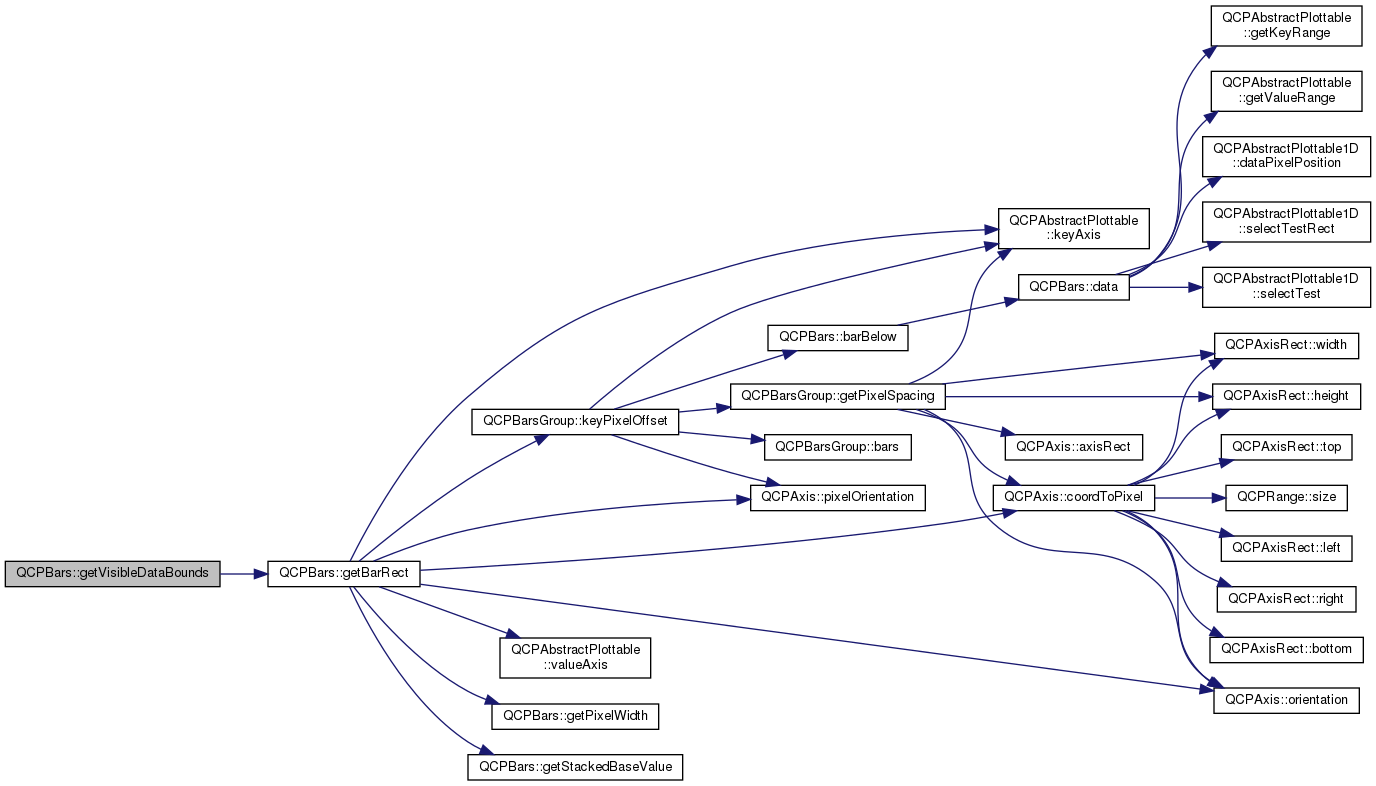 QCPAbstractPlottable
::getKeyRange
QCPAbstractPlottable
::getValueRange
QCPAbstractPlottable1D
::dataPixelPosition
QCPAbstractPlottable1D
::selectTestRect
QCPAbstractPlottable
::keyAxis
QCPBars::data
QCPAbstractPlottable1D
::selectTest
QCPBars::barBelow
QCPAxisRect::width
QCPBarsGroup::getPixelSpacing
QCPAxisRect::height
QCPBarsGroup::keyPixelOffset
QCPBarsGroup::bars
QCPAxis::axisRect
QCPAxisRect::top
QCPAxis::pixelOrientation
QCPAxis::coordToPixel
QCPRange::size
QCPAxisRect::left
QCPBars::getVisibleDataBounds
QCPBars::getBarRect
QCPAxisRect::right
QCPAbstractPlottable
::valueAxis
QCPAxisRect::bottom
QCPAxis::orientation
QCPBars::getPixelWidth
QCPBars::getStackedBaseValue